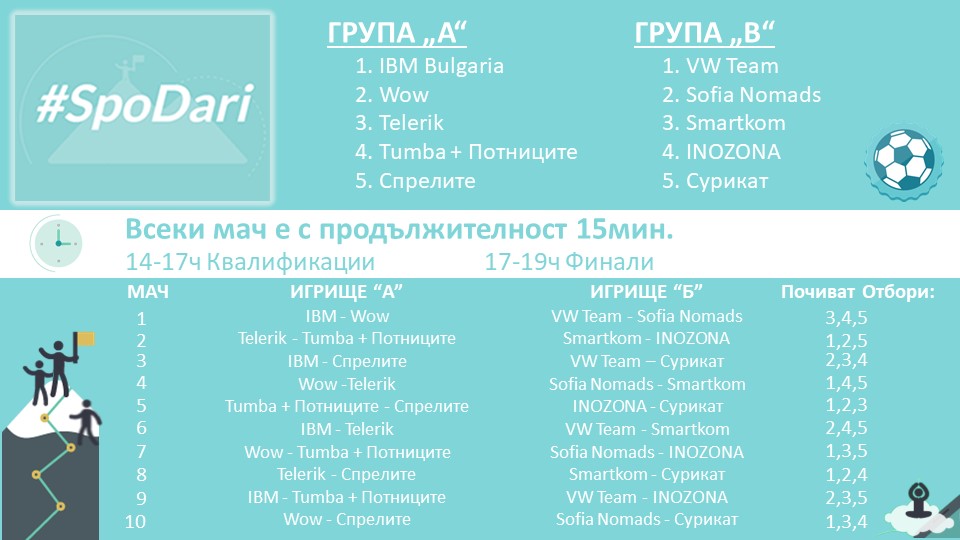 #SpoDari
ГРУПА „А“
1. IBM Bulgaria
2. Wow
3. Telerik
4. Tumba + Потниците
5. Спрелите
ГРУПА „В“
1. VW Team
2. Sofia Nomads
3. Smartkom
4. INOZONA
5. Сурикат
Всеки мач е с продължителност 15мин.
14-17ч Квалификации 17-19ч Финали
МАЧ ИГРИЩЕ “А” ИГРИЩЕ “Б” Почиват Отбори:
1 IBM - Wow VW Team - Sofia Nomads 3,4,5
2 Telerik - Tumba + Потниците Smartkom - INOZONA 1,2,5
3 IBM - Спрелите VW Team – Сурикат 2,3,4
4 Wow -Telerik Sofia Nomads - Smartkom 1,4,5
5 Tumba + Потниците - Спрелите INOZONA - Сурикат 1,2,3
6 IBM - Telerik VW Team - Smartkom 2,4,5
7 Wow - Tumba + Потниците Sofia Nomads - INOZONA 1,3,5
8 Telerik - Спрелите Smartkom - Сурикат 1,2,4
9 IBM - Tumba + Потниците VW Team - INOZONA 2,3,5
10 Wow - Спрелите Sofia Nomads - Сурикат 1,3,4